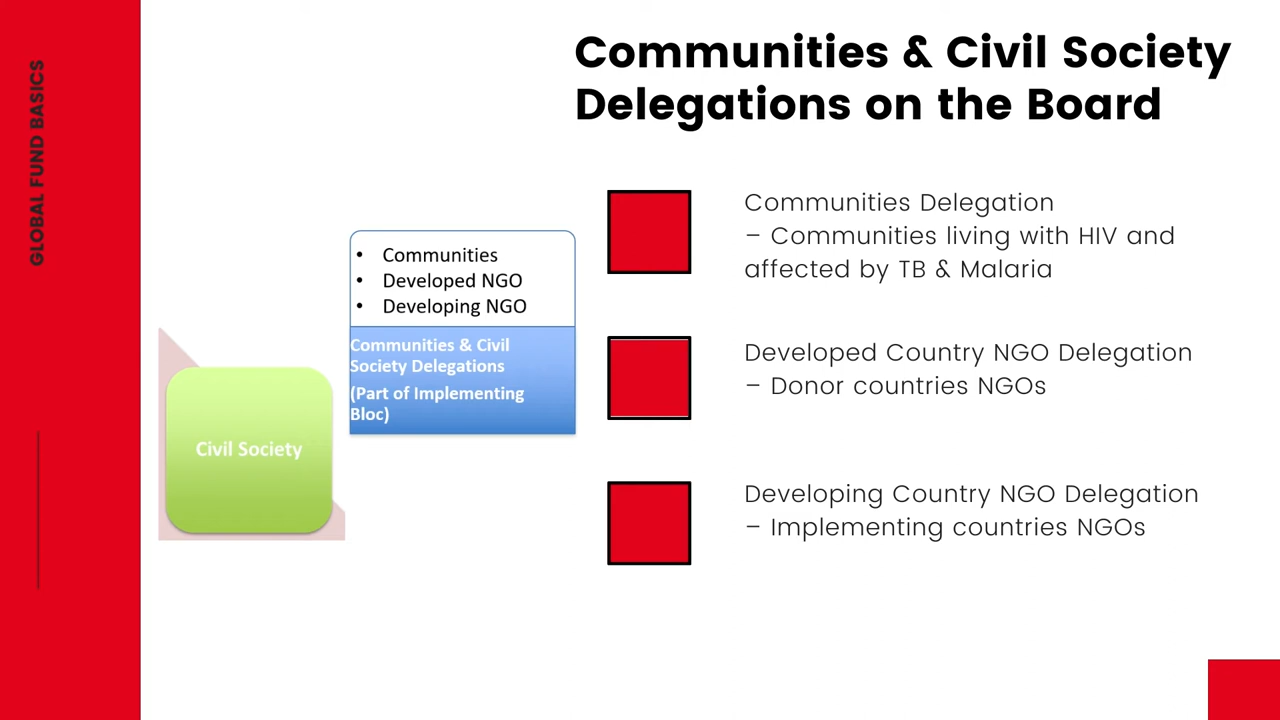 GLOBAL FUND BASICS
Communities & Civil Society
Delegations on the Board
• Communities
• Developed NGO
• Developing NGO
Communities & Civil
Society Delegations
(Part of Implementing
Bloc)
Civil Society
Communities Delegation
– Communities living with HIV and
affected by TB & Malaria
Developed Country NGO Delegation
– Donor countries NGOs
Developing Country NGO Delegation
– Implementing countries NGOs